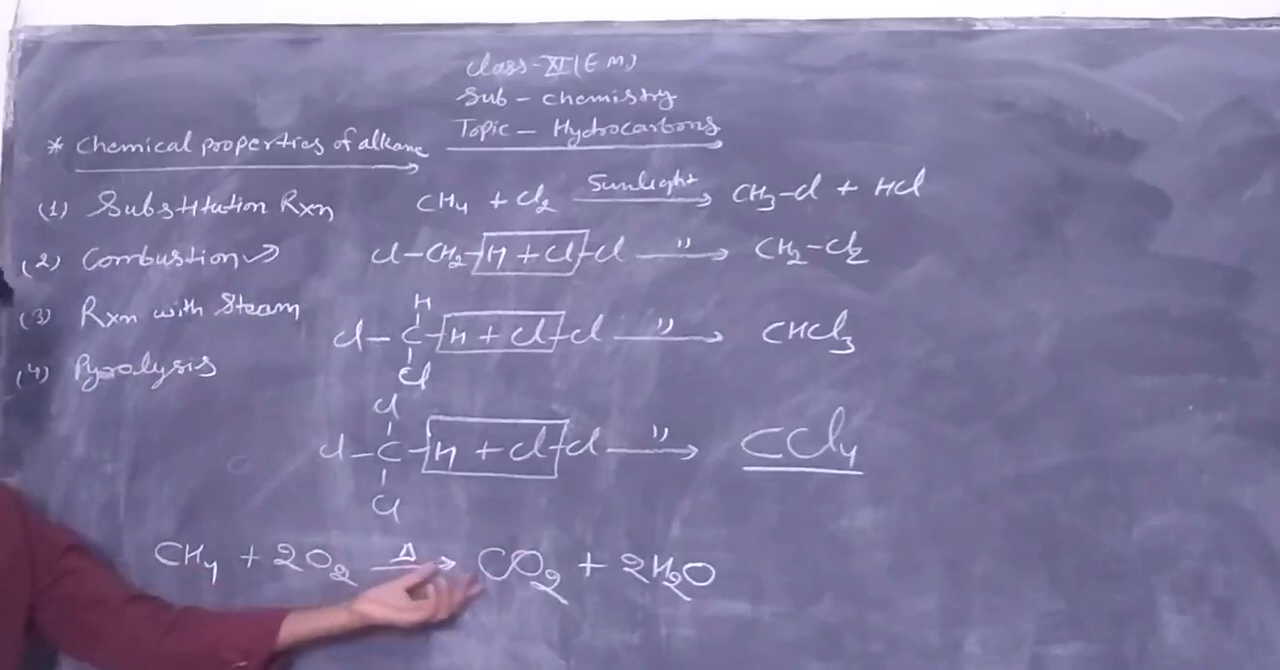 Class-XI(EM)
Sub - chemistry
Topic - Hydrocarbons
* Chemical properties of alkane
(1) Substitution Rxn
CH4 + Cl2 Sunlight→ CH3-Cl + HCl
(2) Combustion
Cl-CH2-H + Cl-Cl "→ CH2-Cl2
(3) Rxn with Steam
H
Cl-C-H + Cl-Cl "→ CHCl3
Cl
(4) Pyrolysis
Cl
Cl-C-H + Cl-Cl "→ CCl4
Cl
CH4 + 2O2 Δ→ CO2 + 2H2O